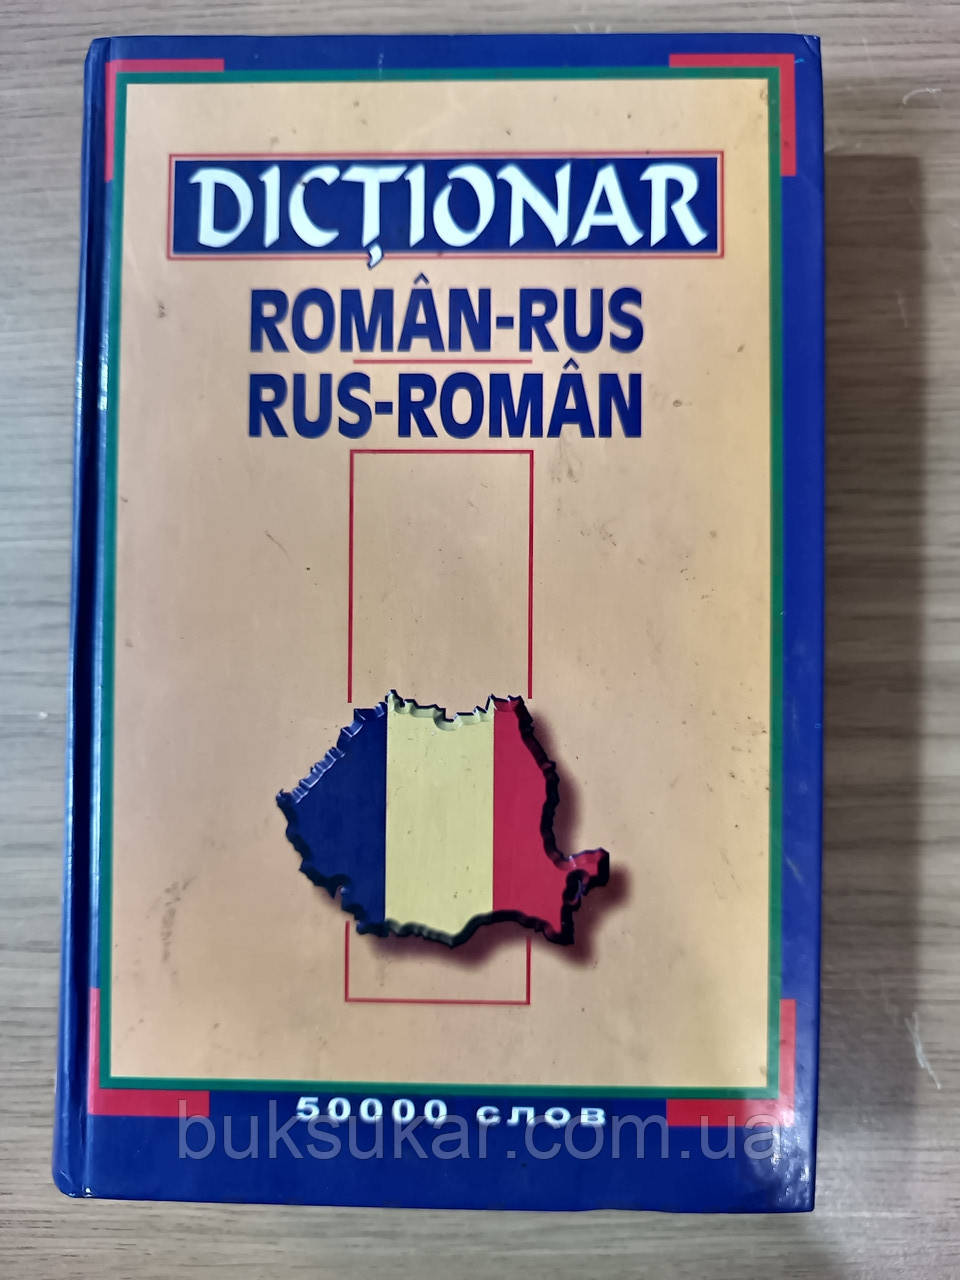 DICȚIONAR
ROMÂN-RUS
RUS-ROMÂN
50000 слов
buksukar.com.ua